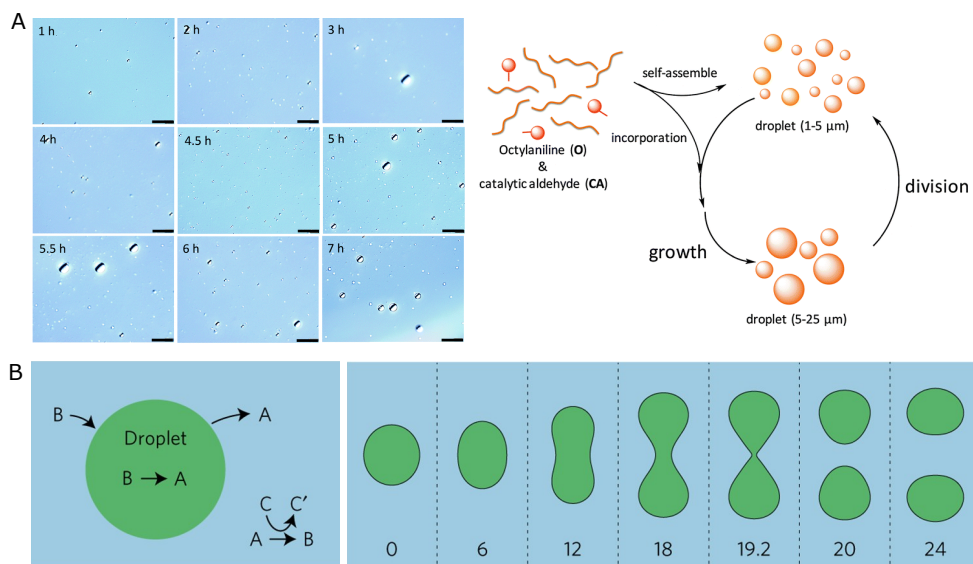 A
1 h
2 h
3 h
4 h
4.5 h
5 h
5.5 h
6 h
7 h
self-assemble
incorporation
Octylaniline (O)
&
catalytic aldehyde (CA)
droplet (1-5 μm)
division
growth
droplet (5-25 μm)
B
B
A
Droplet
B → A
C C'
A → B
0 6 12 18 19.2 20 24